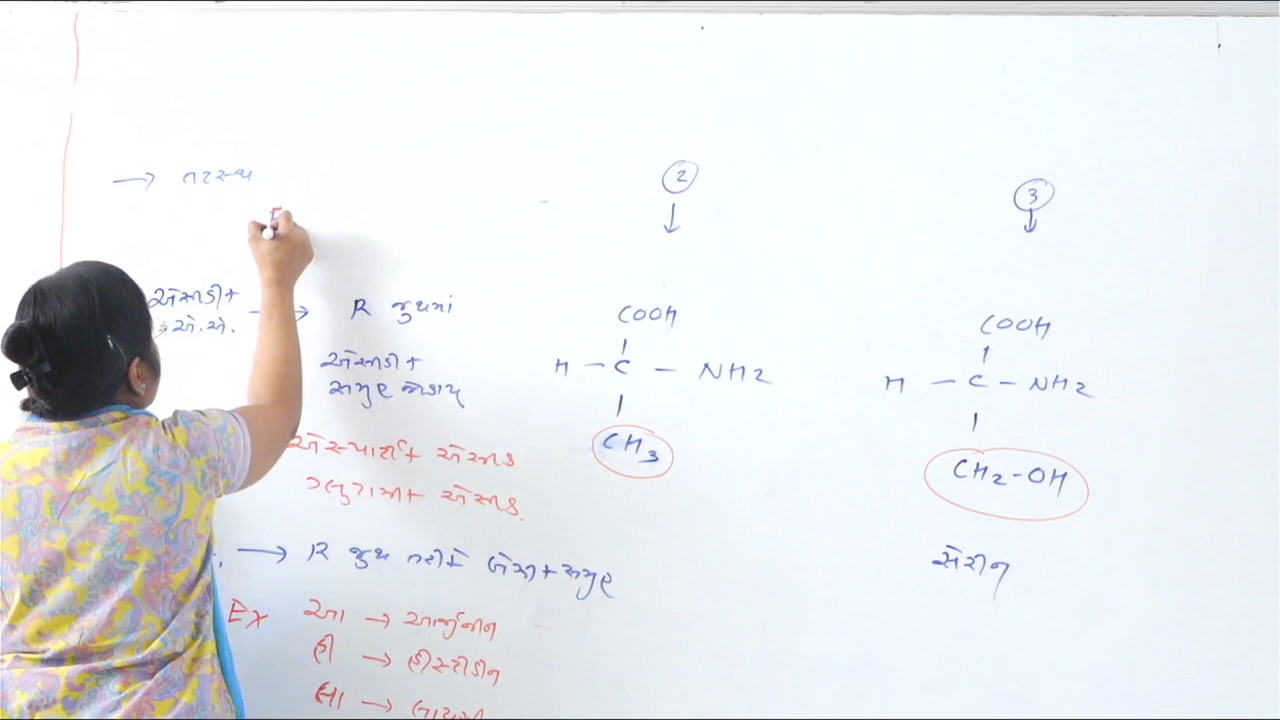 → તટસ્થ
એસીડીક
એ.એ. → R જુથમાં
એસીડીક
સમુહ જોડાય
એસ્પાર્ટીક એસીડ
ગ્લુટામીક એસીડ.
→ R જુથ તરીકે બેઝીક સમુહ
Ex આ → આર્જીનીન
હી → હીસ્ટીડીન
લા →
2
↓
COOH
|
H – C – NH2
|
CH3
3
↓
COOH
|
H – C – NH2
|
CH2-OH
સેરીન